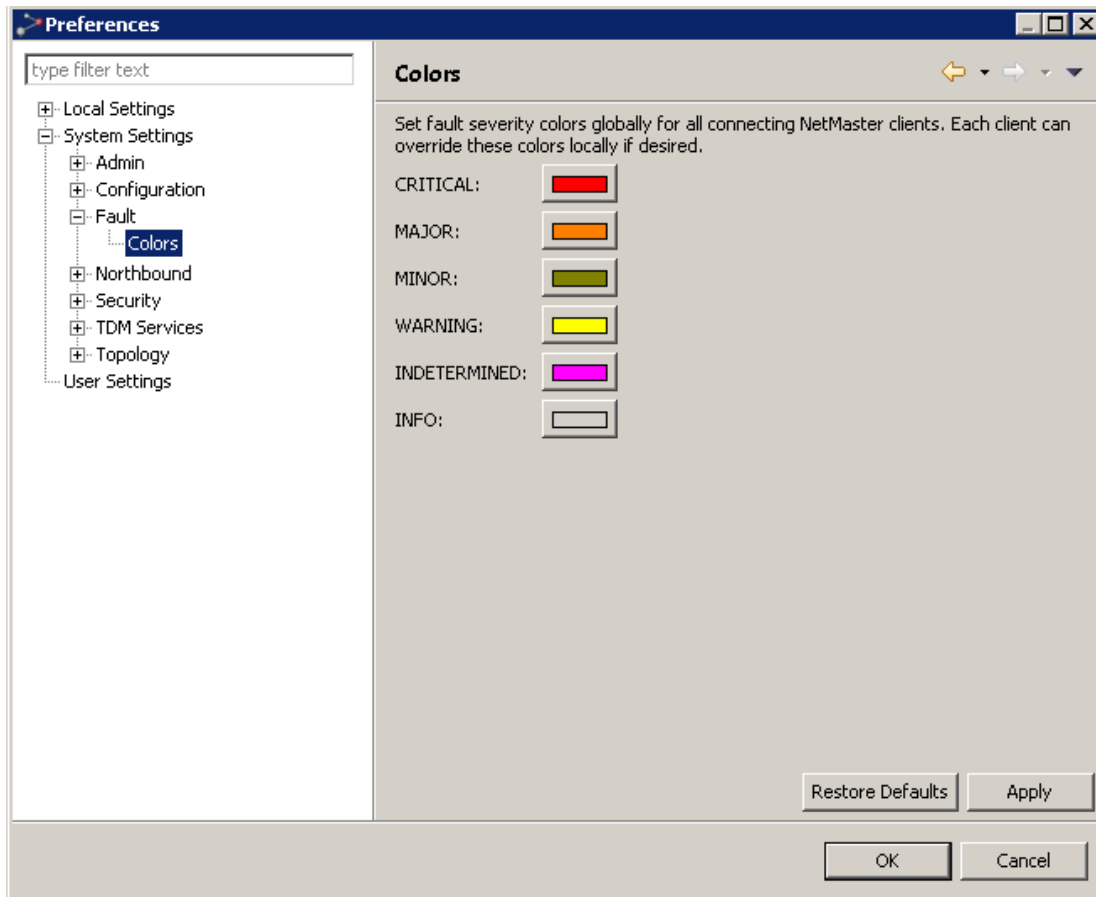 Preferences
type filter text
Local Settings
System Settings
Admin
Configuration
Fault
Colors
Northbound
Security
TDM Services
Topology
User Settings
Colors
Set fault severity colors globally for all connecting NetMaster clients. Each client can
override these colors locally if desired.
CRITICAL:
MAJOR:
MINOR:
WARNING:
INDETERMINED:
INFO:
Restore Defaults Apply
OK Cancel